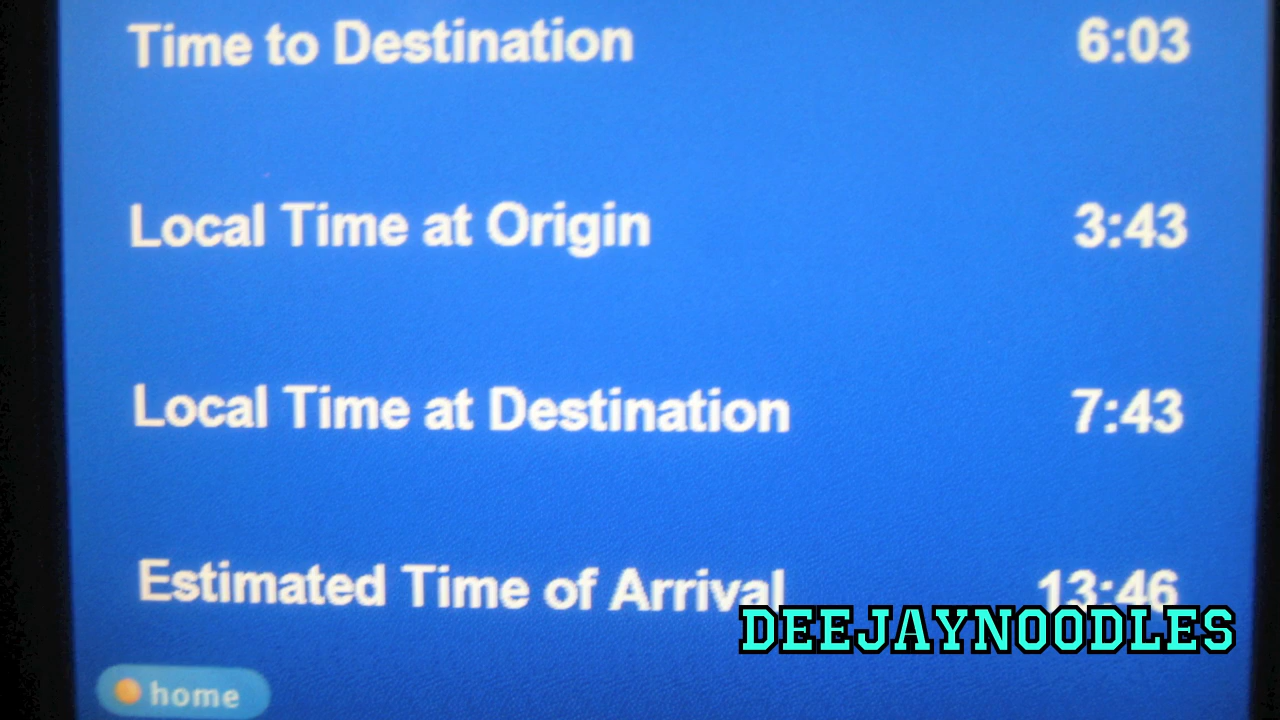 Time to Destination 6:03
Local Time at Origin 3:43
Local Time at Destination 7:43
Estimated Time of Arrival 13:46
DEEJAYNOODLES
home